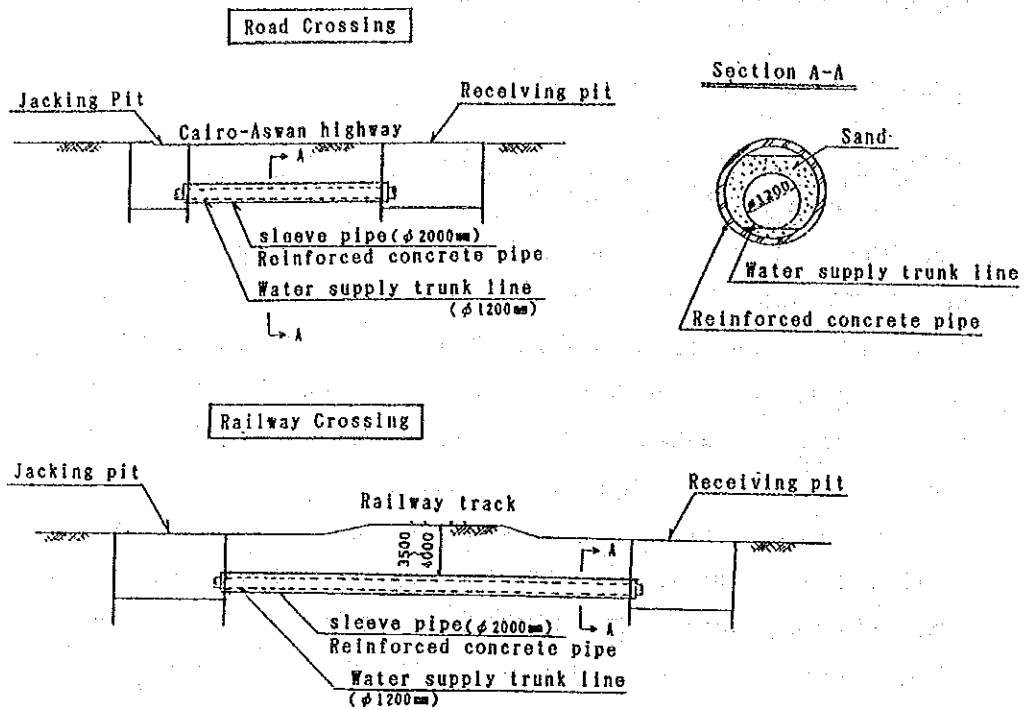 Road Crossing
Section A-A
Jacking Pit
Receiving pit
Cairo-Aswan highway
Sand
A
ø1200
sleeve pipe(φ2000mm)
Reinforced concrete pipe
Water supply trunk line
(φ1200mm)
A
Water supply trunk line
Reinforced concrete pipe
Railway Crossing
Jacking pit
Receiving pit
Railway track
3500
~
4000
A
sleeve pipe(φ2000mm)
A
Reinforced concrete pipe
Water supply trunk line
(φ1200mm)